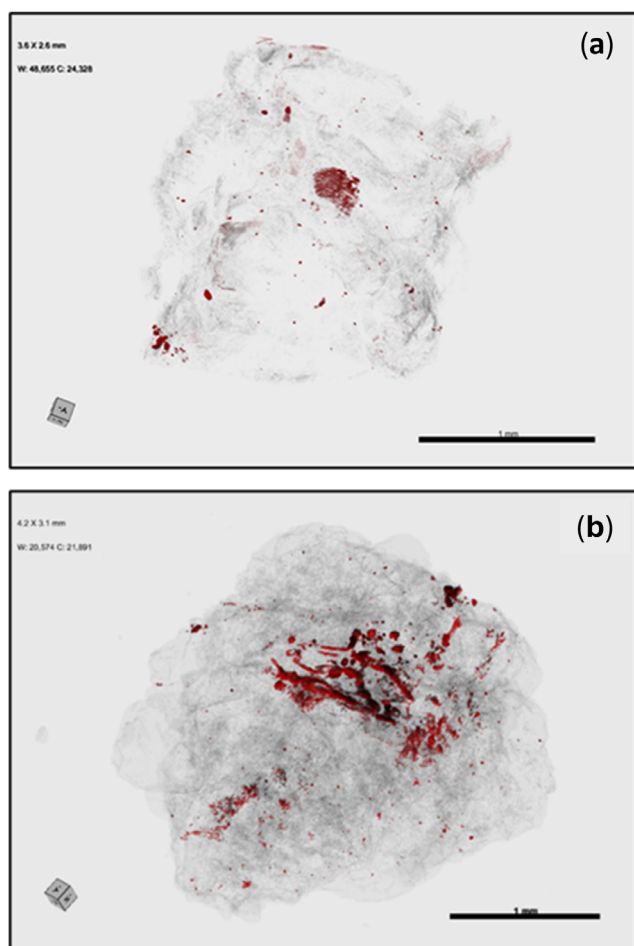 3.6 X 2.6 mm
(a)
W: 48,655 C: 24,328
1 mm
4.2 X 3.1 mm
(b)
W: 20,574 C: 21,891
1 mm